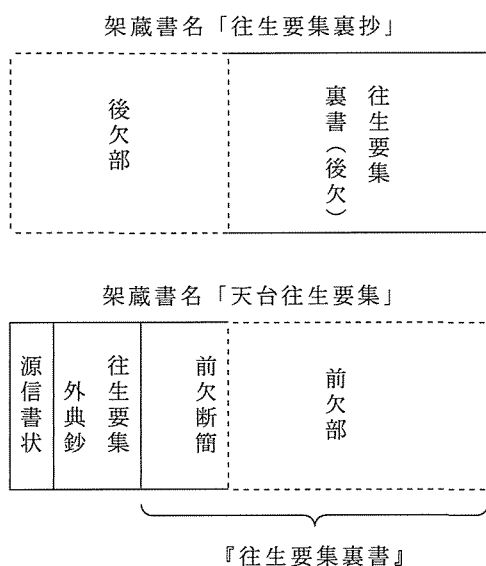 架蔵書名「往生要集裏抄」
往生要集
裏書（後欠）
後欠部
架蔵書名「天台往生要集」
前欠部
前欠断簡
往生要集
外典鈔
源信書状
『往生要集裏書』